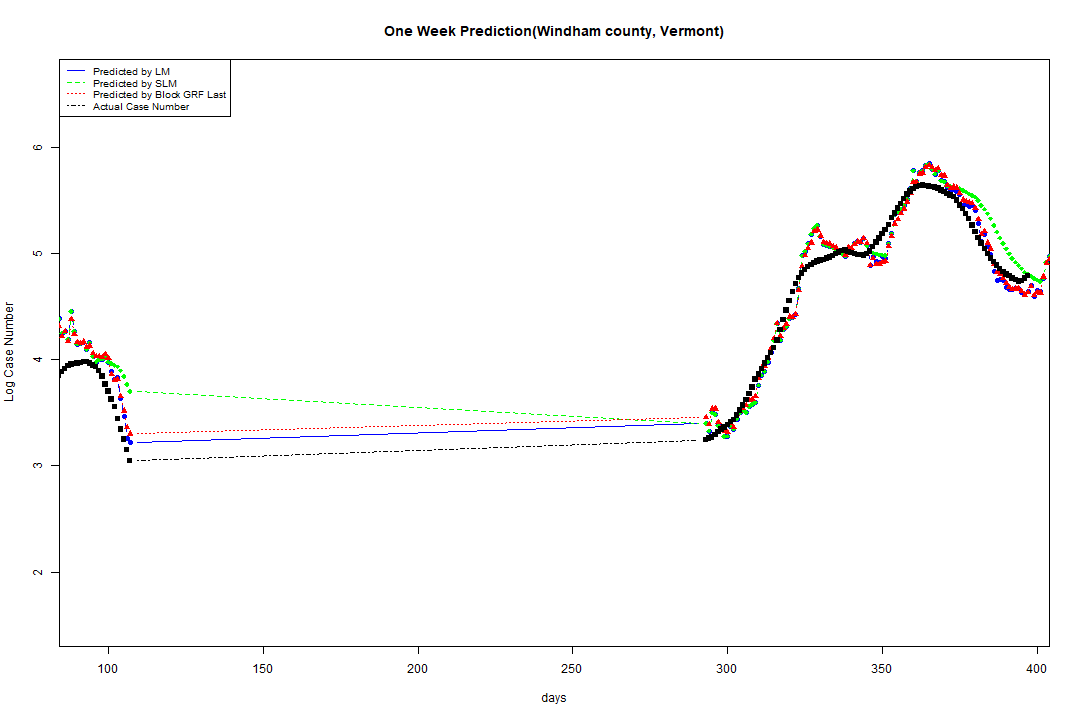 One Week Prediction(Windham county, Vermont)
Predicted by LM
Predicted by SLM
Predicted by Block GRF Last
Actual Case Number
6
5
4
3
2
Log Case Number
100 150 200 250 300 350 400
days